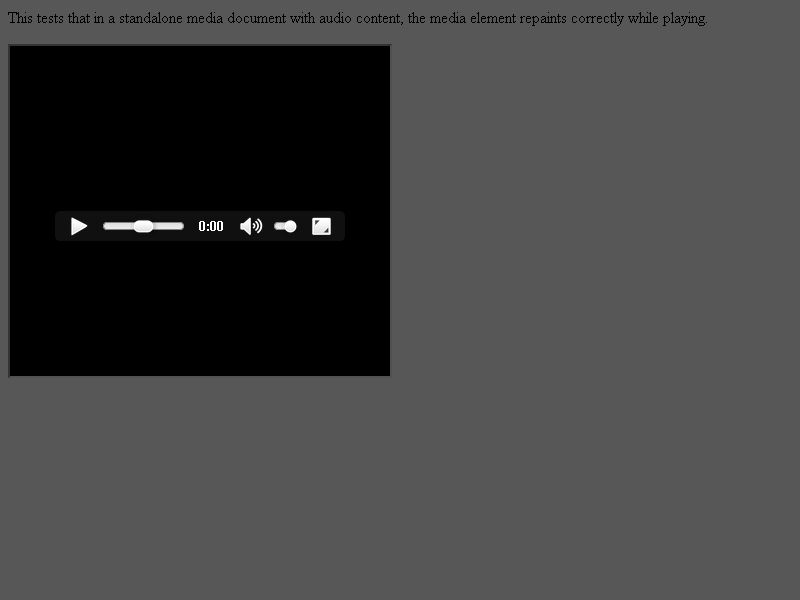 This tests that in a standalone media document with audio content, the media element repaints correctly while playing.
0:00